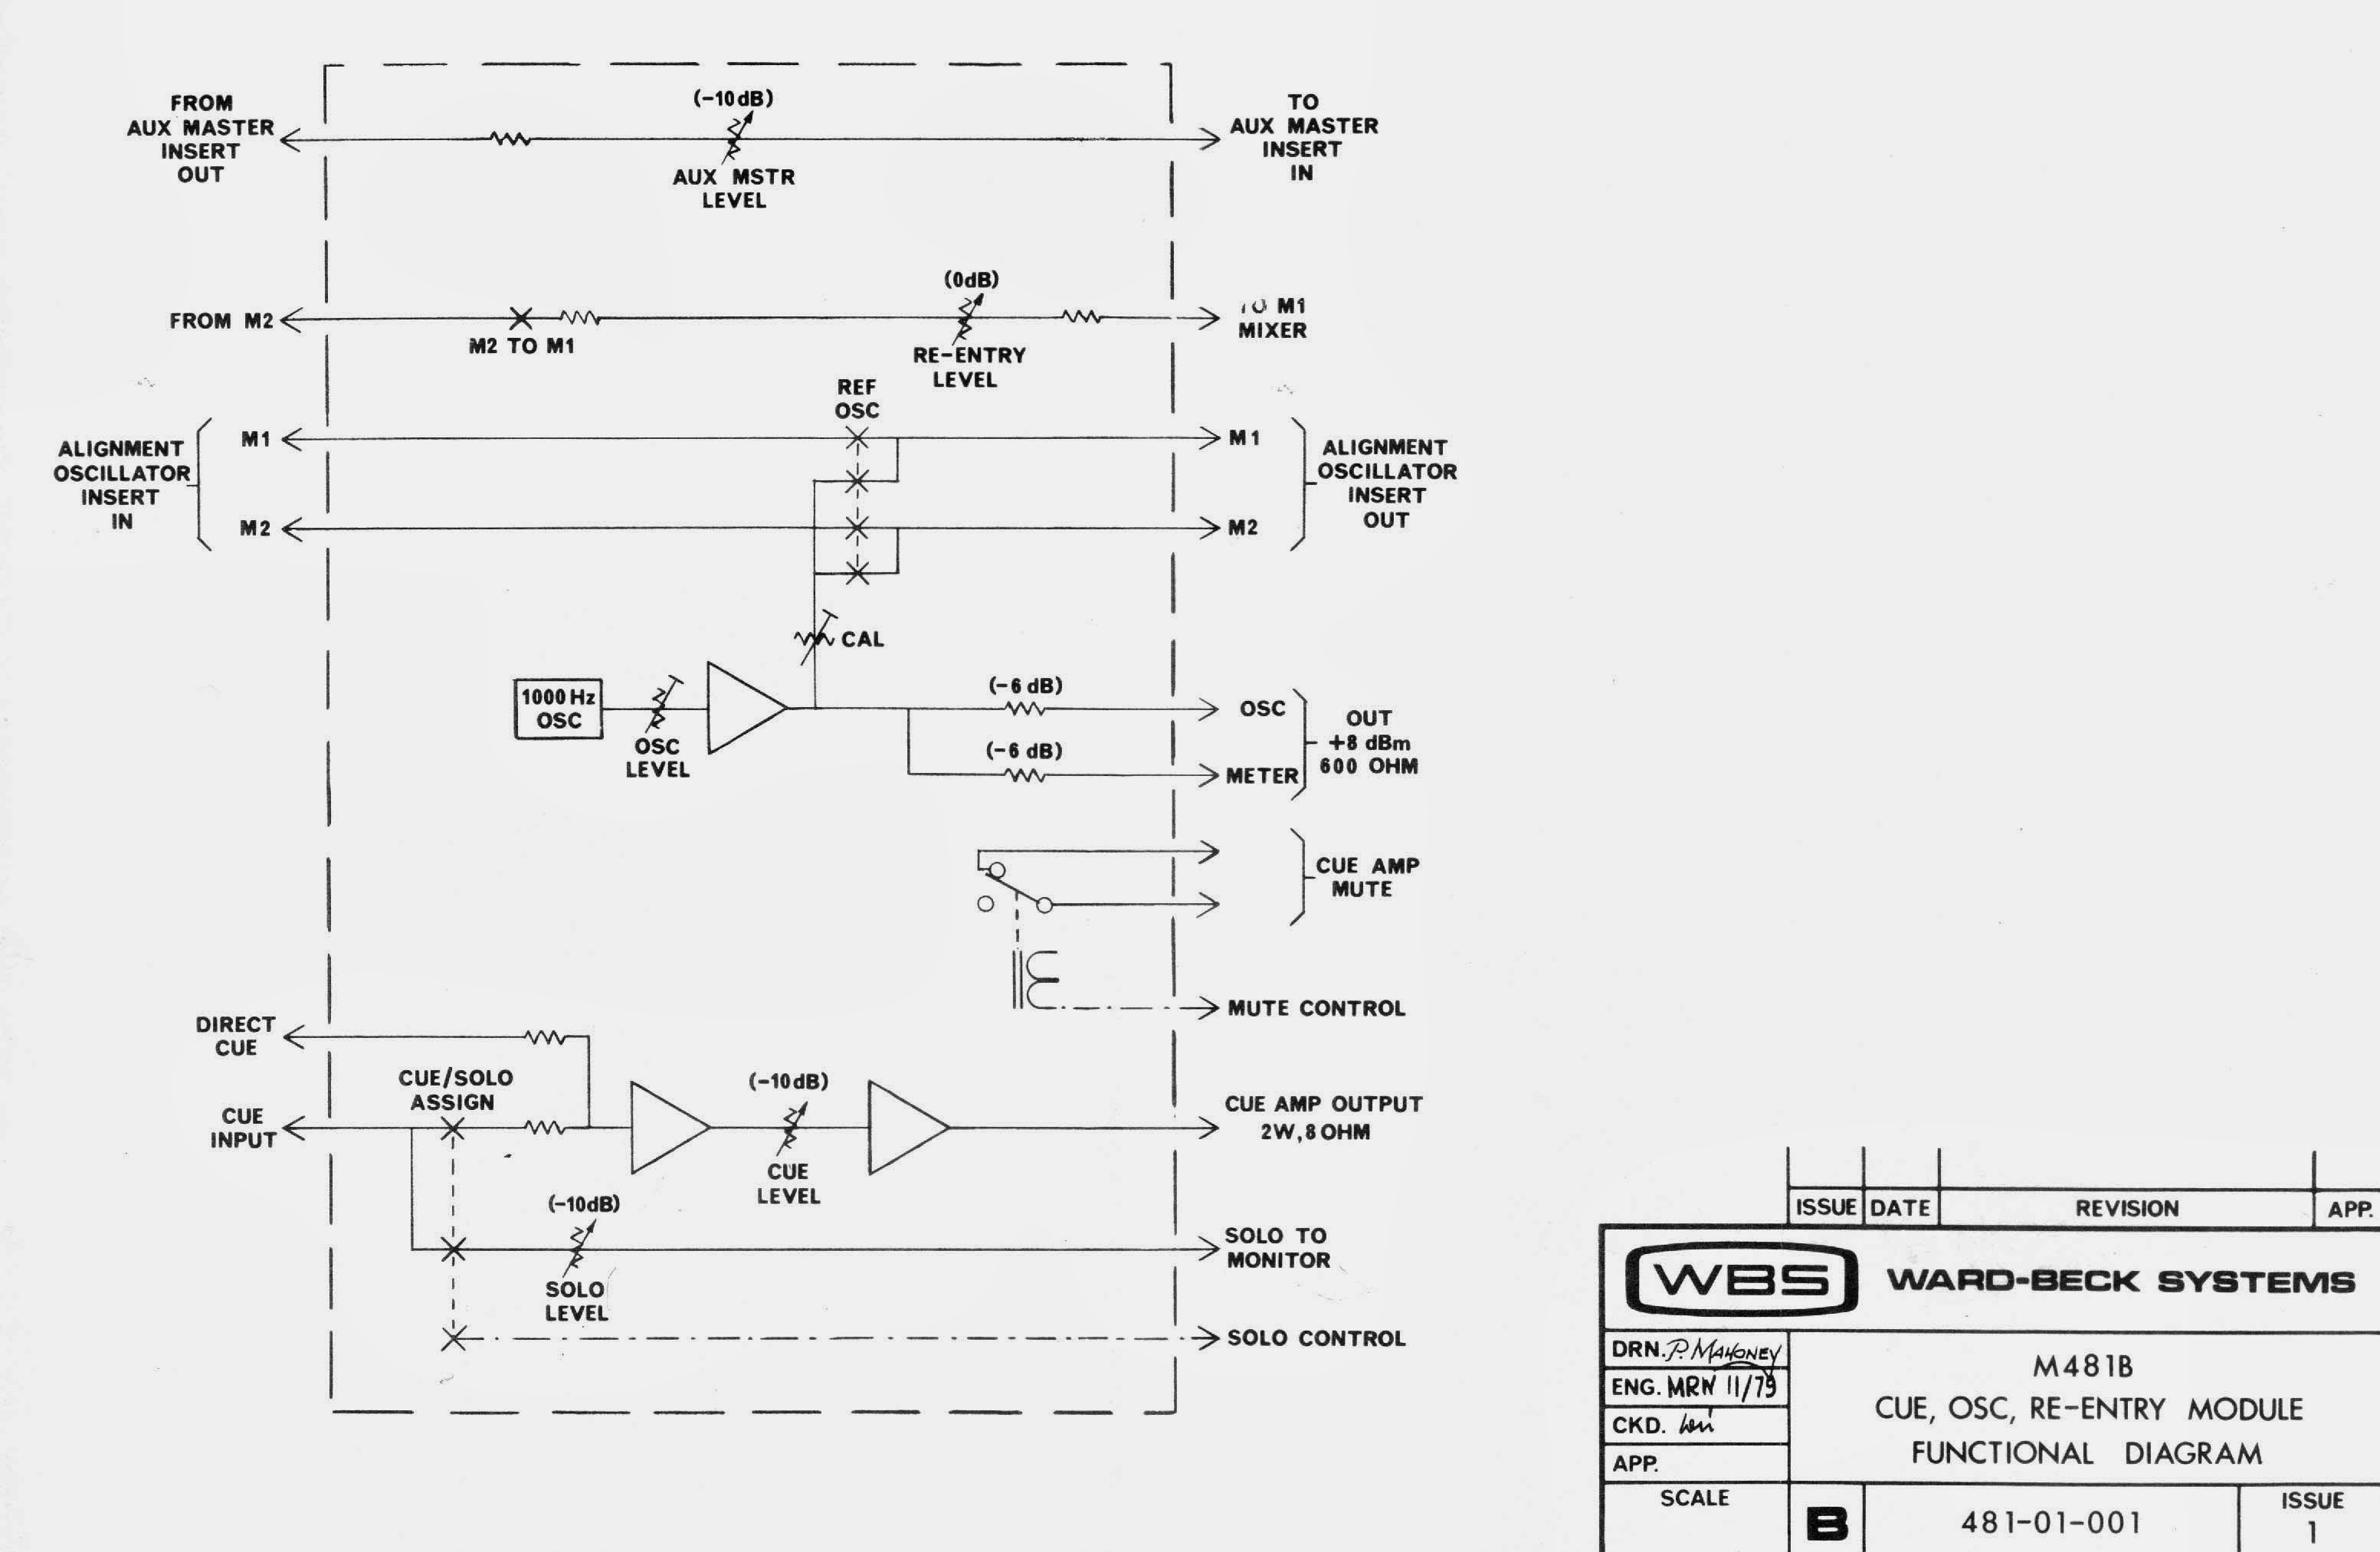 FROM
AUX MASTER
INSERT
OUT
(-10dB)
AUX MSTR
LEVEL
TO
AUX MASTER
INSERT
IN
FROM M2
M2 TO M1
(0dB)
RE-ENTRY
LEVEL
TO M1
MIXER
REF
OSC
ALIGNMENT
OSCILLATOR
INSERT
IN
M1
M2
M1
M2
ALIGNMENT
OSCILLATOR
INSERT
OUT
CAL
1000 Hz
OSC
OSC
LEVEL
(-6 dB)
(-6 dB)
OSC
METER
OUT
+8 dBm
600 OHM
CUE AMP
MUTE
MUTE CONTROL
DIRECT
CUE
CUE
INPUT
CUE/SOLO
ASSIGN
(-10dB)
CUE
LEVEL
CUE AMP OUTPUT
2W, 8 OHM
(-10dB)
SOLO
LEVEL
SOLO TO
MONITOR
SOLO CONTROL
ISSUE DATE REVISION APP.
WBS WARD-BECK SYSTEMS
DRN. P. MAHONEY
ENG. MRW 11/79
CKD.
APP.
SCALE
M481B
CUE, OSC, RE-ENTRY MODULE
FUNCTIONAL DIAGRAM
B 481-01-001
ISSUE
1